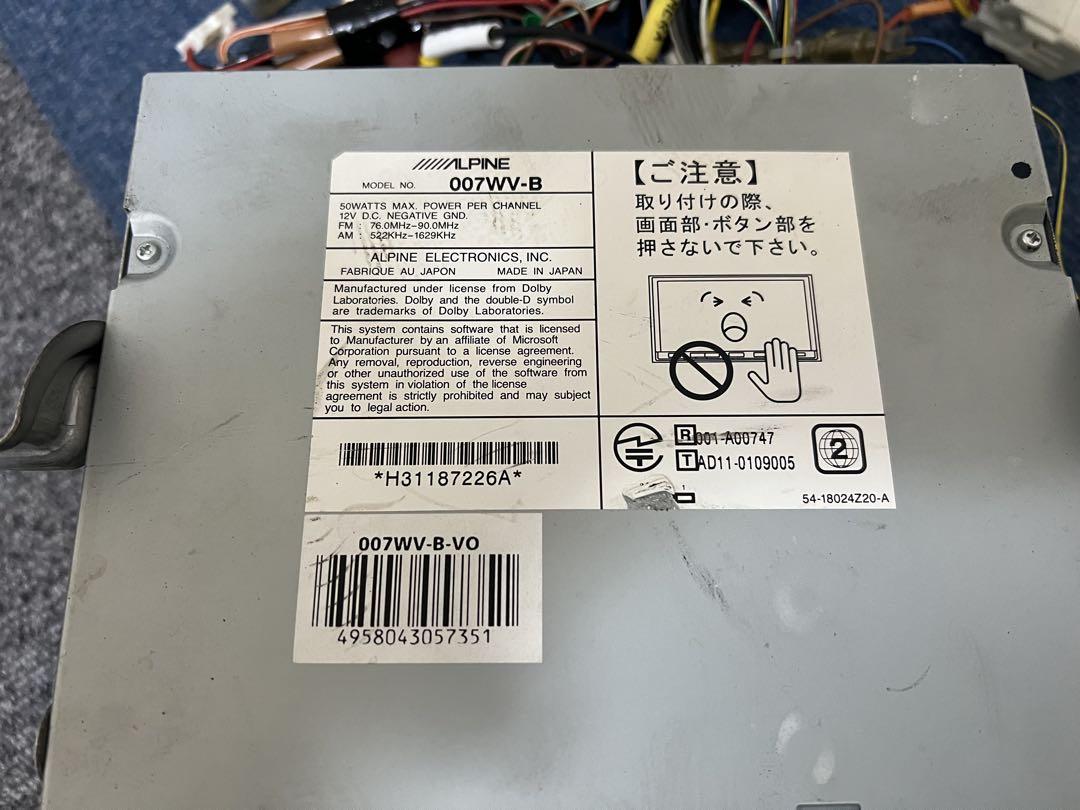 ALPINE
MODEL NO. 007WV-B
50WATTS MAX. POWER PER CHANNEL
12V D.C. NEGATIVE GND.
FM : 76.0MHz-90.0MHz
AM : 522KHz-1629KHz
ALPINE ELECTRONICS, INC.
FABRIQUE AU JAPON MADE IN JAPAN
Manufactured under license from Dolby
Laboratories. Dolby and the double-D symbol
are trademarks of Dolby Laboratories.
This system contains software that is licensed
to Manufacturer by an affiliate of Microsoft
Corporation pursuant to a license agreement.
Any removal, reproduction, reverse engineering
or other unauthorized use of the software from
this system in violation of the license
agreement is strictly prohibited and may subject
you to legal action.
*H31187226A*
【ご注意】
取り付けの際、
画面部・ボタン部を
押さないで下さい。
R 001-A00747
T AD11-0109005
2
54-18024Z20-A
007WV-B-VO
4958043057351